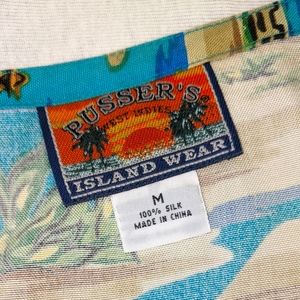 PUSSER'S
WEST INDIES
ISLAND WEAR
M
100% SILK
MADE IN CHINA